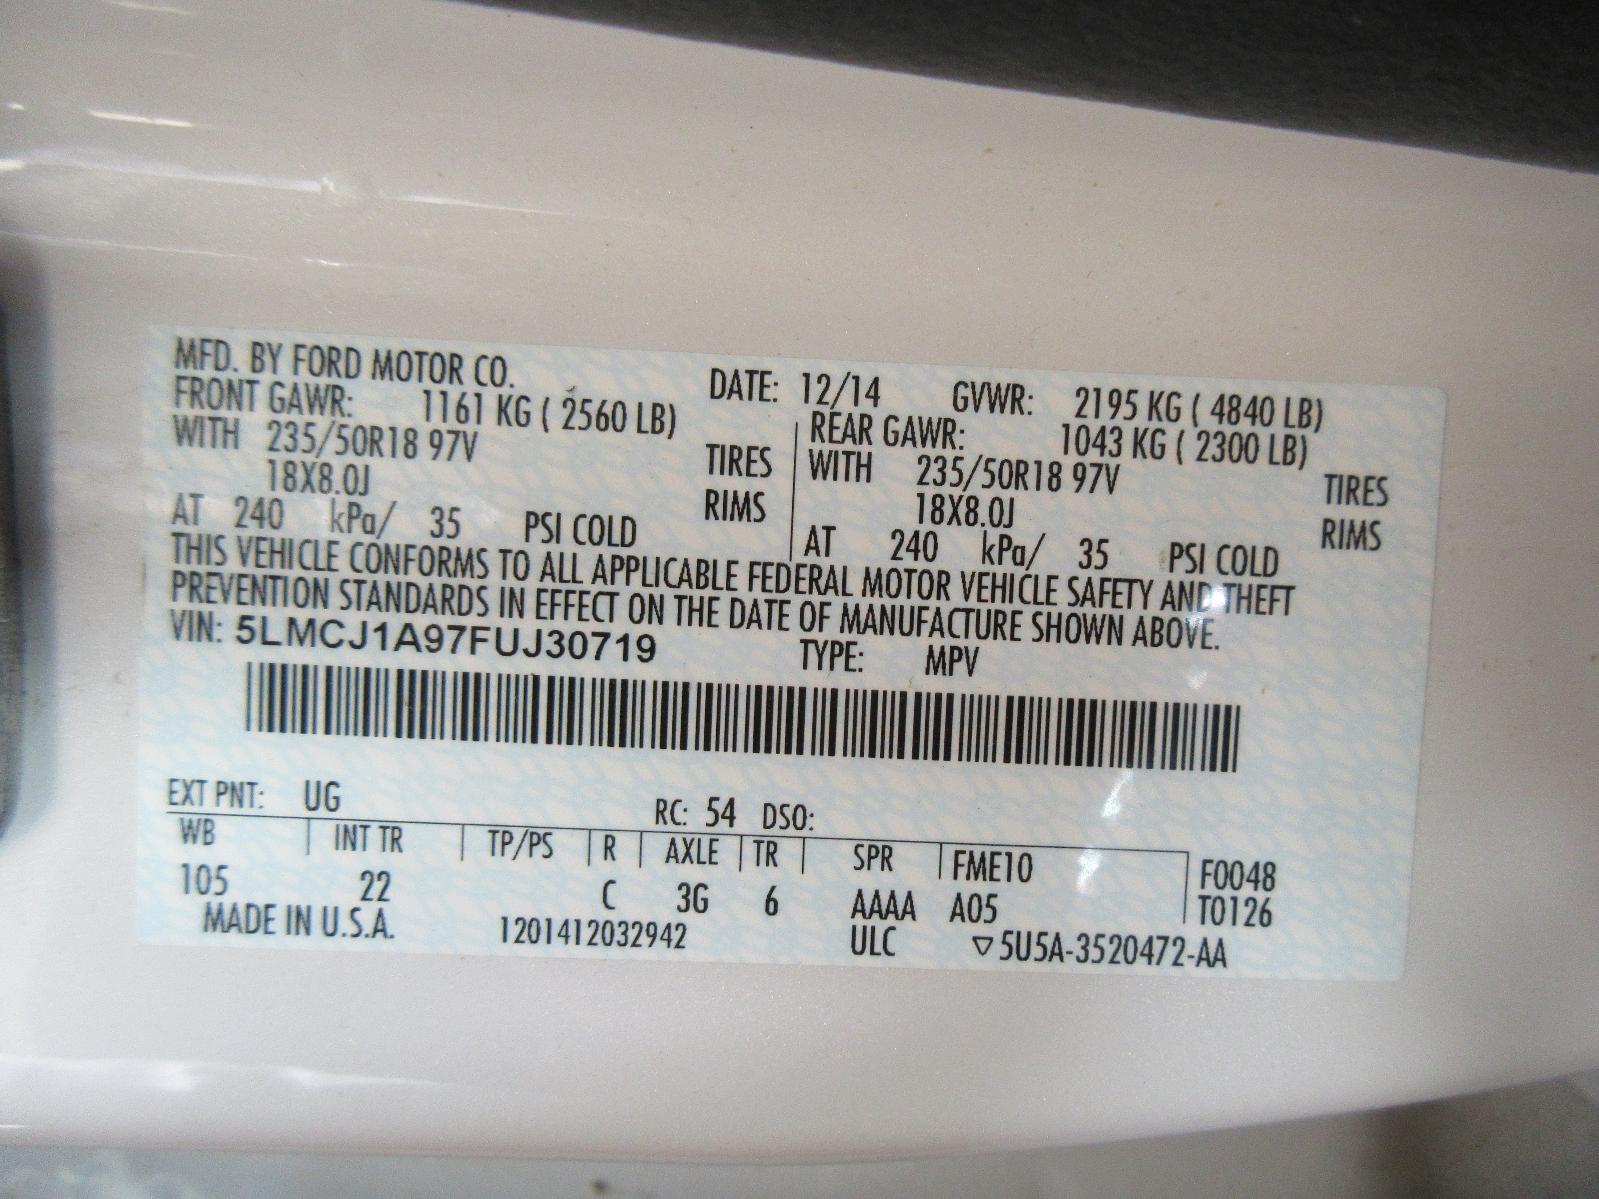 MFD. BY FORD MOTOR CO. DATE: 12/14 GVWR: 2195 KG ( 4840 LB)
FRONT GAWR: 1161 KG ( 2560 LB) REAR GAWR: 1043 KG ( 2300 LB)
WITH 235/50R18 97V TIRES WITH 235/50R18 97V TIRES
18X8.0J RIMS 18X8.0J RIMS
AT 240 kPa/ 35 PSI COLD AT 240 kPa/ 35 PSI COLD
THIS VEHICLE CONFORMS TO ALL APPLICABLE FEDERAL MOTOR VEHICLE SAFETY AND THEFT
PREVENTION STANDARDS IN EFFECT ON THE DATE OF MANUFACTURE SHOWN ABOVE.
VIN: 5LMCJ1A97FUJ30719 TYPE: MPV
EXT PNT: UG RC: 54 DSO:
WB INT TR TP/PS R AXLE TR SPR FME10 F0048
105 22 C 3G 6 AAAA A05 T0126
MADE IN U.S.A. 1201412032942 ULC ▽5U5A-3520472-AA